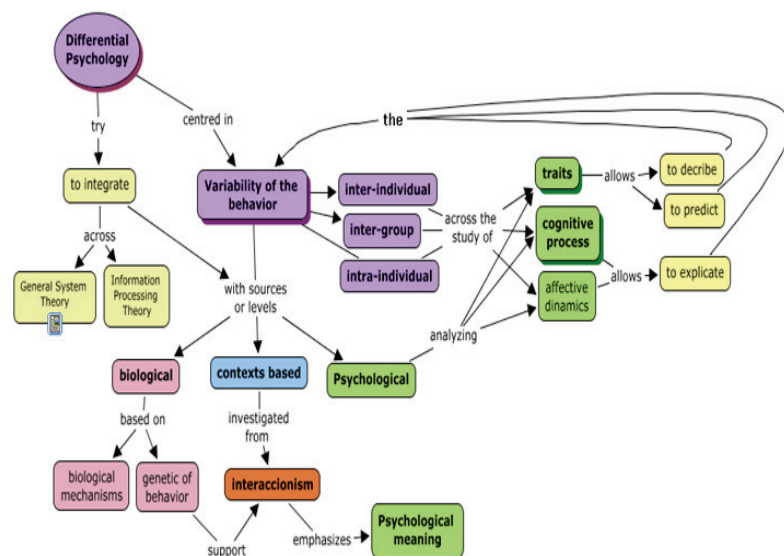 Differential
Psychology
the
try
centred in
to integrate
Variability of the
behavior
inter-individual
inter-group
intra-individual
across the
study of
traits
allows
to decribe
to predict
cognitive
process
allows
to explicate
affective
dinamics
across
General System
Theory
Information
Processing
Theory
with sources
or levels
analyzing
biological
contexts based
Psychological
based on
investigated
from
biological
mechanisms
genetic of
behavior
interaccionism
support
emphasizes
Psychological
meaning